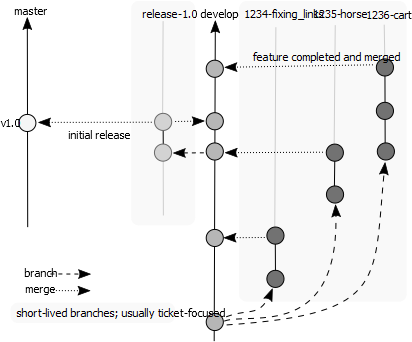 master
release-1.0 develop 1234-fixing_links 1235-horse 1236-cart
feature completed and merged
v1.0
initial release
branch
merge
short-lived branches; usually ticket-focused